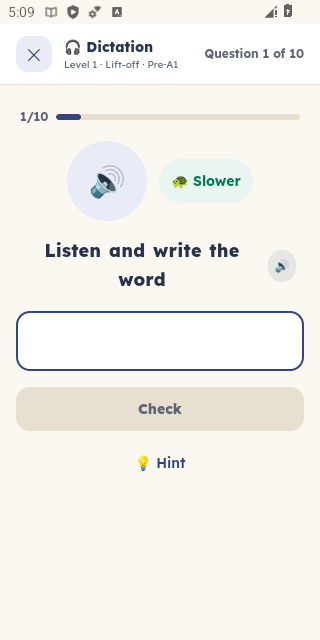 5:09
🎧 Dictation
Level 1 · Lift-off · Pre-A1
Question 1 of 10
1/10
🐢 Slower
Listen and write the
word
Check
💡 Hint